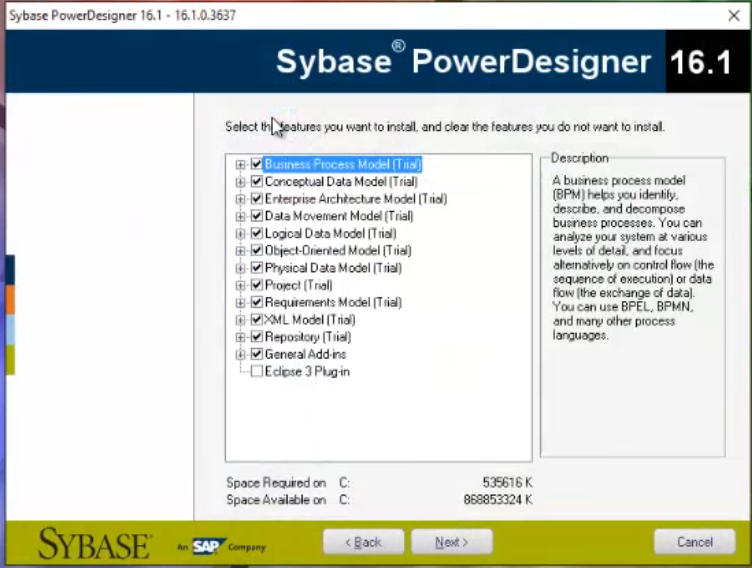 Sybase PowerDesigner 16.1 - 16.1.0.3637
Sybase® PowerDesigner 16.1
Select the features you want to install, and clear the features you do not want to install.
Business Process Model (Trial)
Conceptual Data Model (Trial)
Enterprise Architecture Model (Trial)
Data Movement Model (Trial)
Logical Data Model (Trial)
Object-Oriented Model (Trial)
Physical Data Model (Trial)
Project (Trial)
Requirements Model (Trial)
XML Model (Trial)
Repository (Trial)
General Add-ins
Eclipse 3 Plug-in
Description
A business process model
(BPM) helps you identify,
describe, and decompose
business processes. You can
analyze your system at various
levels of detail, and focus
alternatively on control flow (the
sequence of execution) or data
flow (the exchange of data).
You can use BPEL, BPMN,
and many other process
languages.
Space Required on C: 535616 K
Space Available on C: 868853324 K
SYBASE An SAP Company
< Back
Next >
Cancel